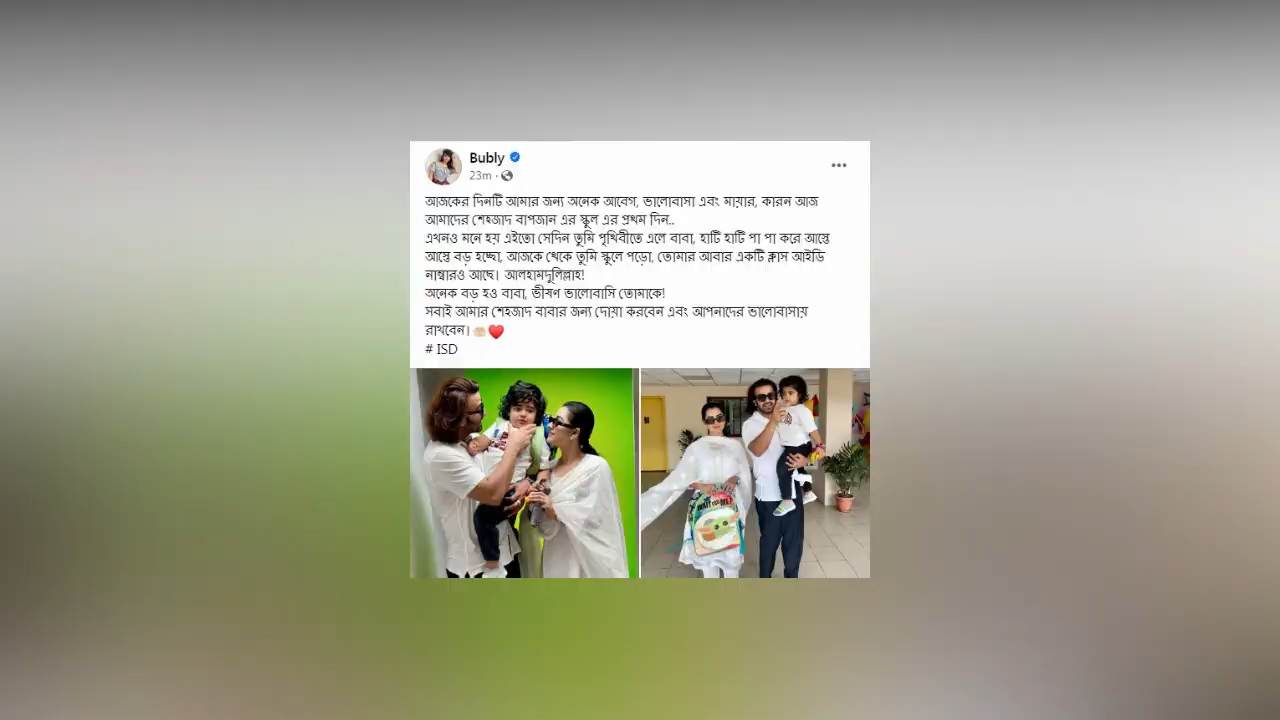 Bubly
23m
আজকের দিনটি আমার জন্য অনেক আবেগ, ভালোবাসা এবং মায়ার, কারন আজ
আমাদের শেহজাদ বাপজান এর স্কুল এর প্রথম দিন..
এখনও মনে হয় এইতো সেদিন তুমি পৃথিবীতে এলে বাবা, হাটি হাটি পা পা করে আস্তে
আস্তে বড় হচ্ছো, আজকে থেকে তুমি স্কুলে পড়ো, তোমার আবার একটি ক্লাস আইডি
নাম্বারও আছে। আলহামদুলিল্লাহ!
অনেক বড় হও বাবা, ভীষণ ভালোবাসি তোমাকে!
সবাই আমার শেহজাদ বাবার জন্য দোয়া করবেন এবং আপনাদের ভালোবাসায়
রাখবেন।🤲🏻❤️
# ISD